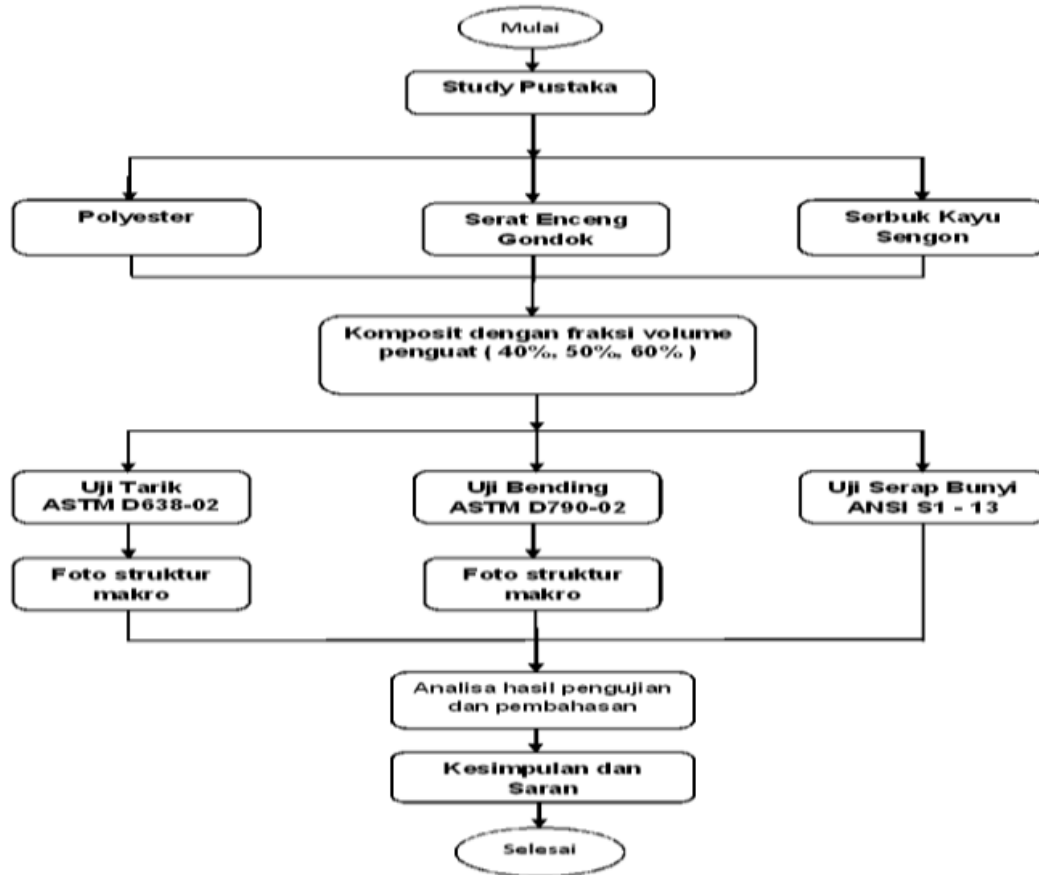 Mulai
Study Pustaka
Polyester
Serat Enceng
Gondok
Serbuk Kayu
Sengon
Komposit dengan fraksi volume
penguat ( 40%, 50%, 60% )
Uji Tarik
ASTM D638-02
Uji Bending
ASTM D790-02
Uji Serap Bunyi
ANSI S1 - 13
Foto struktur
makro
Foto struktur
makro
Analisa hasil pengujian
dan pembahasan
Kesimpulan dan
Saran
Selesai